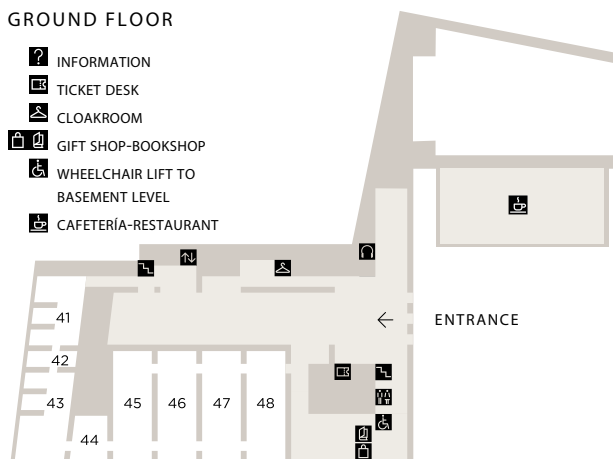 GROUND FLOOR
?
INFORMATION
TICKET DESK
CLOAKROOM
GIFT SHOP-BOOKSHOP
WHEELCHAIR LIFT TO
BASEMENT LEVEL
CAFETERÍA-RESTAURANT
ENTRANCE
41
42
43
44
45
46
47
48